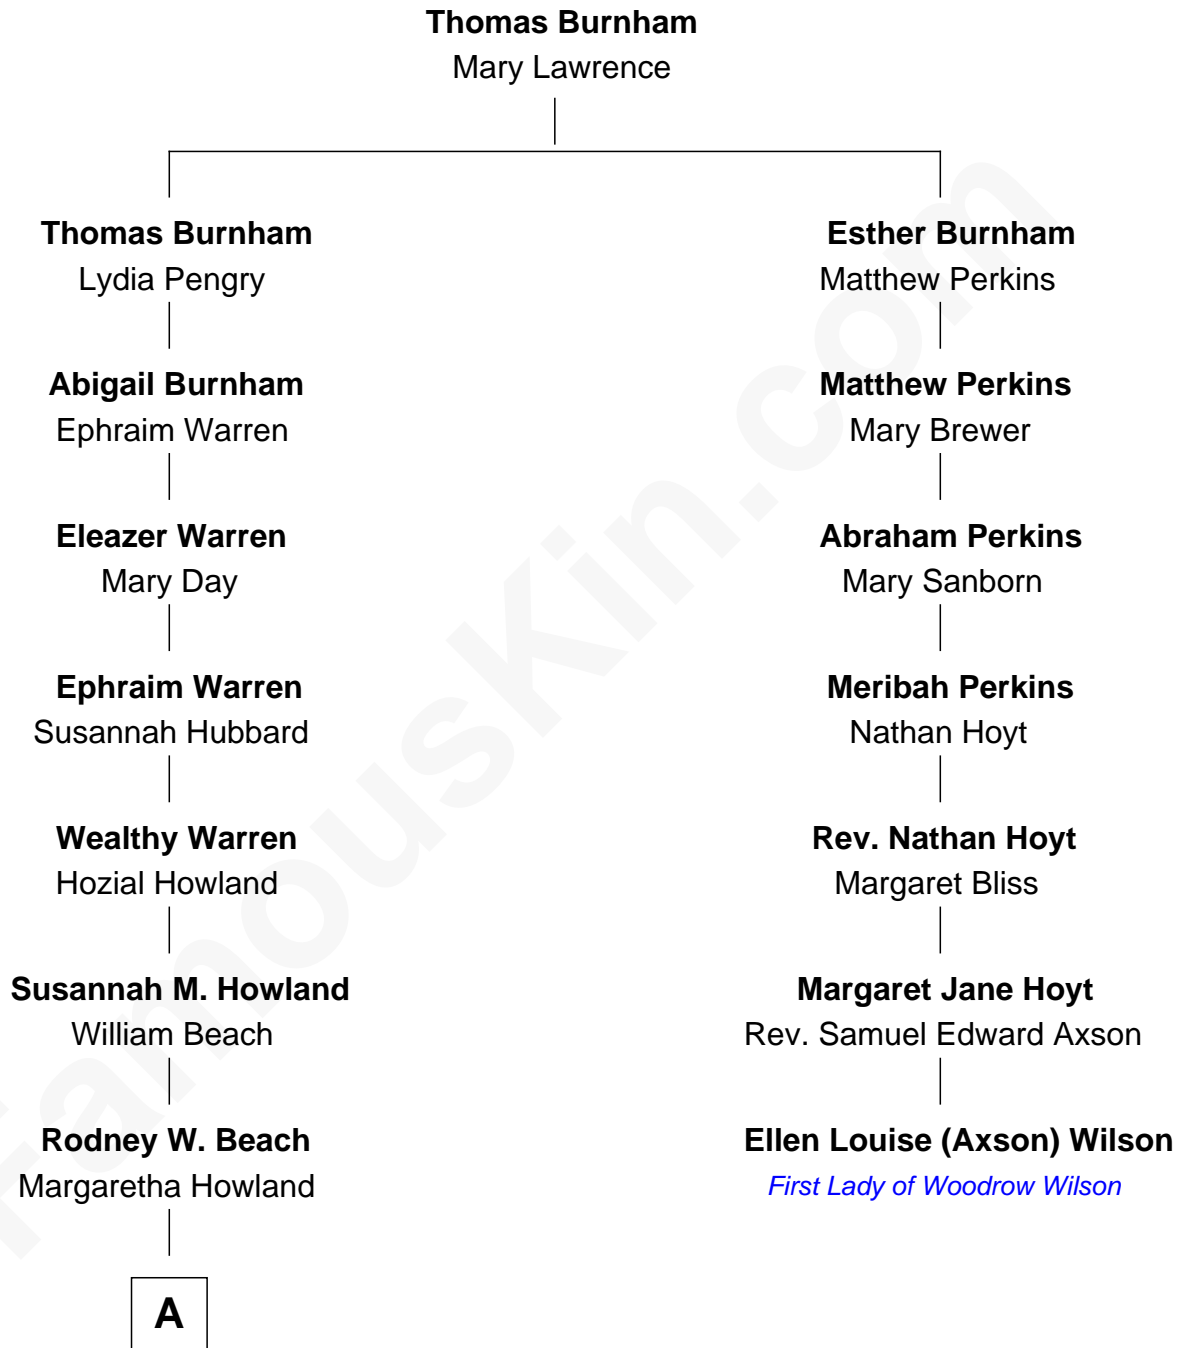 Thomas Burnham
Mary Lawrence
Thomas Burnham
Lydia Pengry
Abigail Burnham
Ephraim Warren
Eleazer Warren
Mary Day
Ephraim Warren
Susannah Hubbard
Wealthy Warren
Hozial Howland
Susannah M. Howland
William Beach
Rodney W. Beach
Margaretha Howland
A
Esther Burnham
Matthew Perkins
Matthew Perkins
Mary Brewer
Abraham Perkins
Mary Sanborn
Meribah Perkins
Nathan Hoyt
Rev. Nathan Hoyt
Margaret Bliss
Margaret Jane Hoyt
Rev. Samuel Edward Axson
Ellen Louise (Axson) Wilson
First Lady of Woodrow Wilson
FamousKin.com